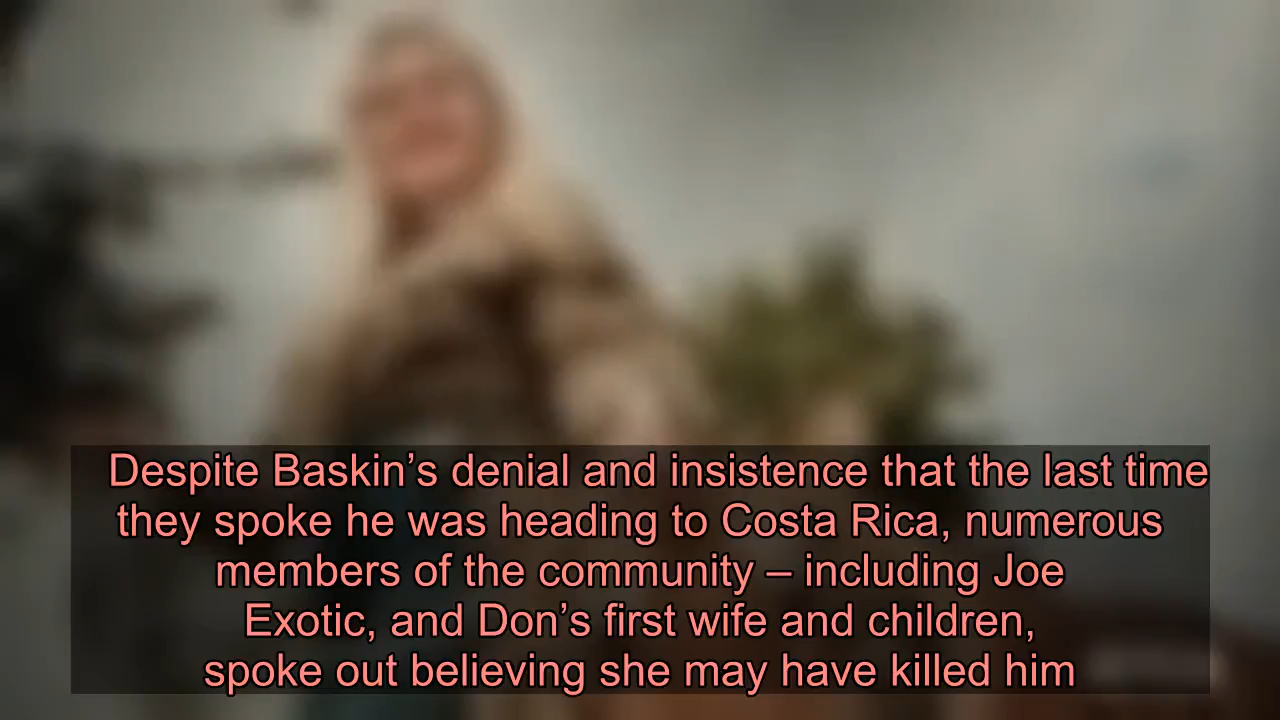 Despite Baskin’s denial and insistence that the last time
they spoke he was heading to Costa Rica, numerous
members of the community – including Joe
Exotic, and Don’s first wife and children,
spoke out believing she may have killed him